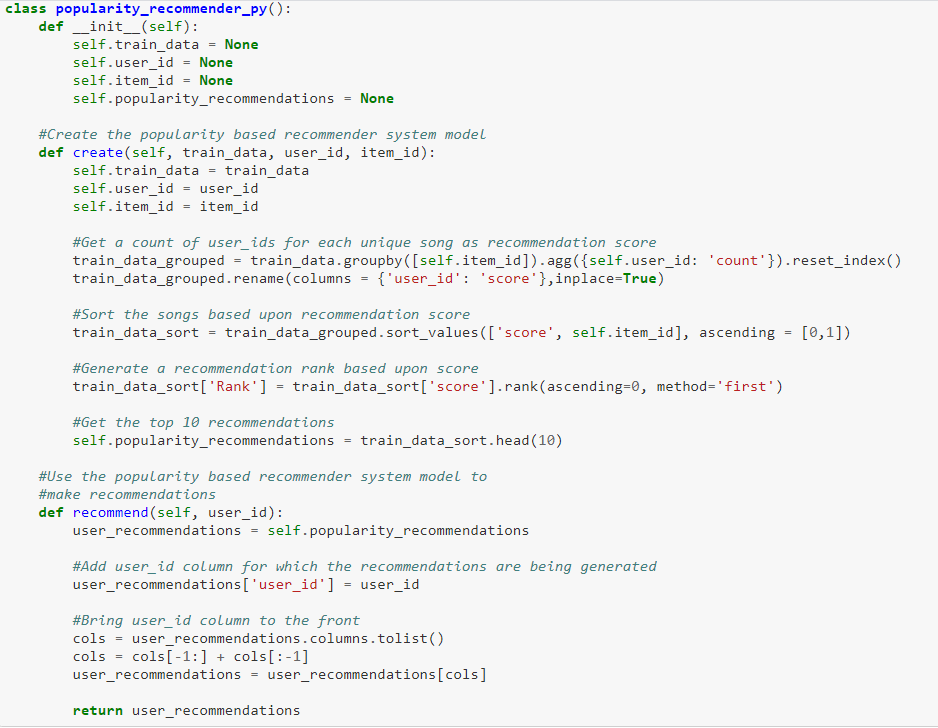 class popularity_recommender_py():
    def __init__(self):
        self.train_data = None
        self.user_id = None
        self.item_id = None
        self.popularity_recommendations = None

    #Create the popularity based recommender system model
    def create(self, train_data, user_id, item_id):
        self.train_data = train_data
        self.user_id = user_id
        self.item_id = item_id

        #Get a count of user_ids for each unique song as recommendation score
        train_data_grouped = train_data.groupby([self.item_id]).agg({self.user_id: 'count'}).reset_index()
        train_data_grouped.rename(columns = {'user_id': 'score'},inplace=True)

        #Sort the songs based upon recommendation score
        train_data_sort = train_data_grouped.sort_values(['score', self.item_id], ascending = [0,1])

        #Generate a recommendation rank based upon score
        train_data_sort['Rank'] = train_data_sort['score'].rank(ascending=0, method='first')

        #Get the top 10 recommendations
        self.popularity_recommendations = train_data_sort.head(10)

    #Use the popularity based recommender system model to
    #make recommendations
    def recommend(self, user_id):
        user_recommendations = self.popularity_recommendations

        #Add user_id column for which the recommendations are being generated
        user_recommendations['user_id'] = user_id

        #Bring user_id column to the front
        cols = user_recommendations.columns.tolist()
        cols = cols[-1:] + cols[:-1]
        user_recommendations = user_recommendations[cols]

        return user_recommendations